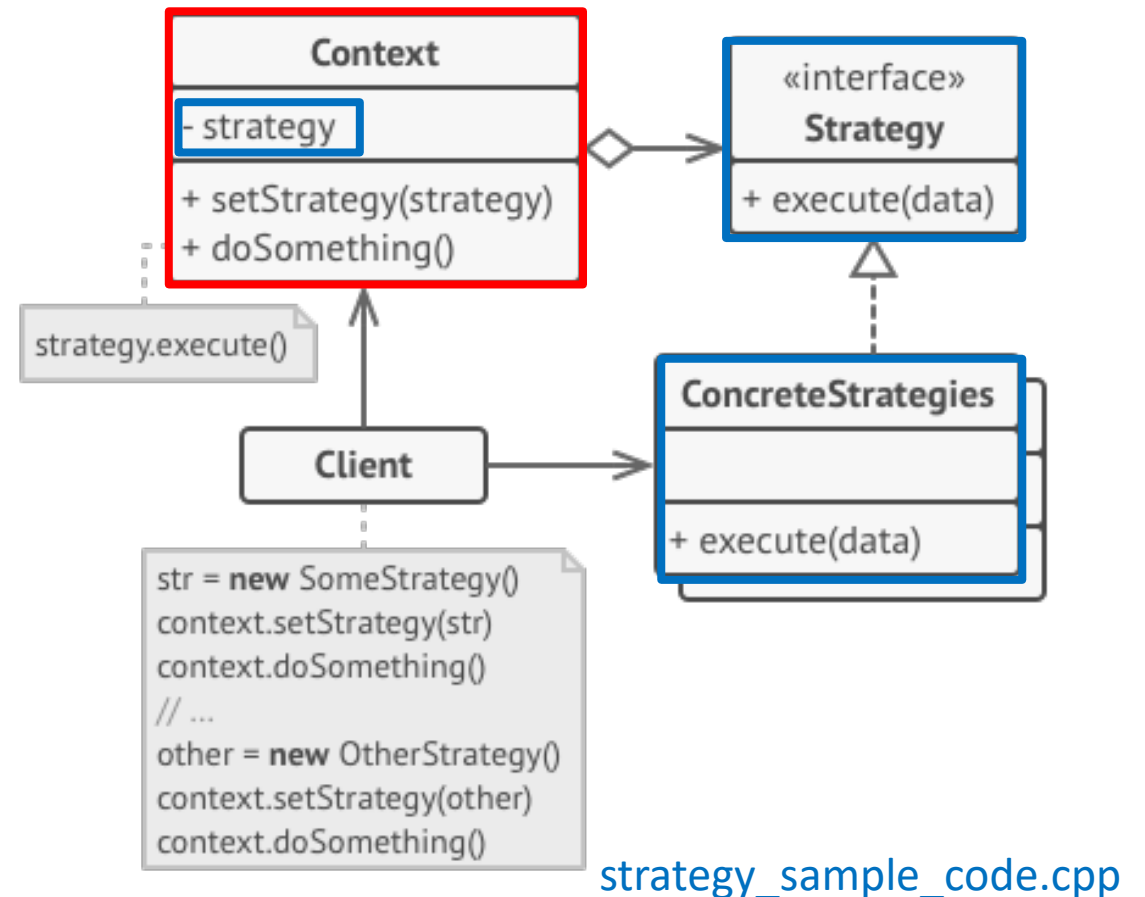 Context
- strategy
+ setStrategy(strategy)
+ doSomething()
«interface»
Strategy
+ execute(data)
strategy.execute()
ConcreteStrategies
+ execute(data)
Client
str = new SomeStrategy()
context.setStrategy(str)
context.doSomething()
// ...
other = new OtherStrategy()
context.setStrategy(other)
context.doSomething()
strategy_sample_code.cpp